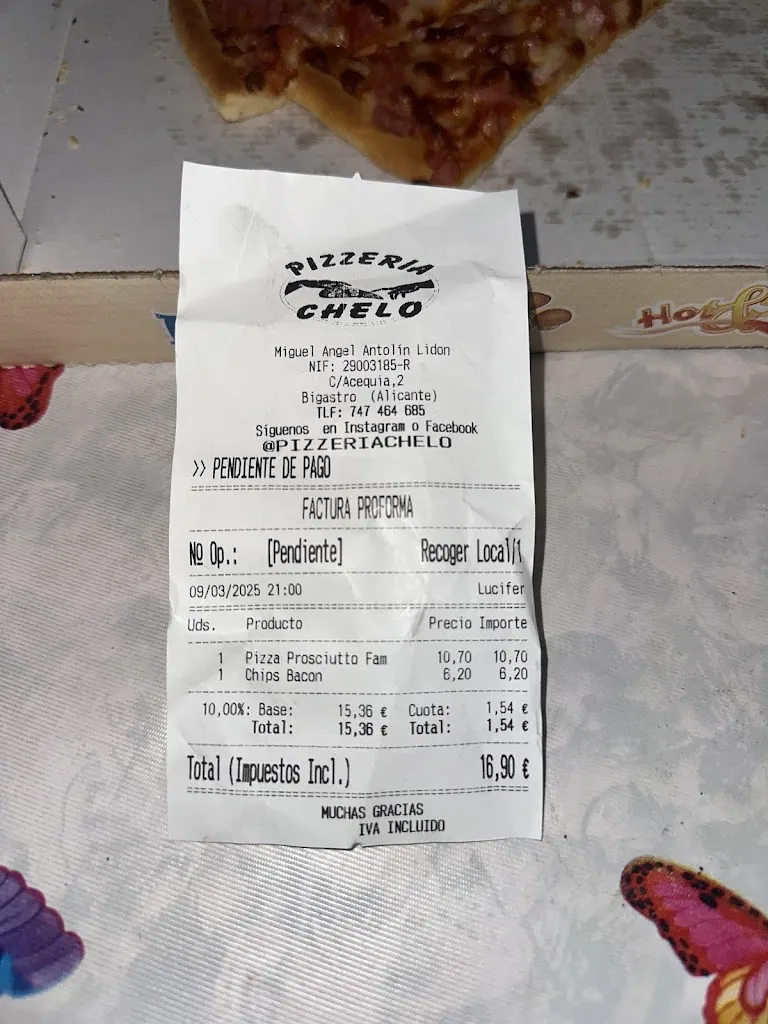 PIZZERIA
CHELO
Miguel Angel Antolín Lidon
NIF: 29003185-R
C/Acequia,2
Bigastro (Alicante)
TLF: 747 464 685
Síguenos en Instagram o Facebook
@PIZZERIACHELO
>> PENDIENTE DE PAGO
FACTURA PROFORMA
Nº Op.: [Pendiente] Recoger Local/1
09/03/2025 21:00 Lucifer
Uds. Producto Precio Importe
1 Pizza Prosciutto Fam 10,70 10,70
1 Chips Bacon 6,20 6,20
10,00%: Base: 15,36 € Cuota: 1,54 €
Total: 15,36 € Total: 1,54 €
Total (Impuestos Incl.) 16,90 €
MUCHAS GRACIAS
IVA INCLUIDO
Hot